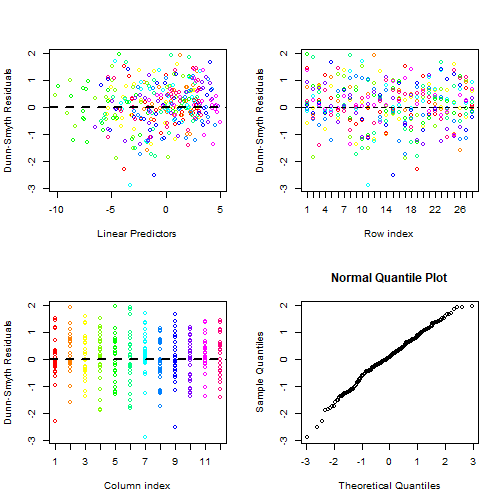 Dunn-Smyth Residuals
2
1
0
-1
-2
-3
-10 -5 0 5
Linear Predictors
Dunn-Smyth Residuals
2
1
0
-1
-2
-3
1 4 7 10 13 18 22 26
Row index
Dunn-Smyth Residuals
2
1
0
-1
-2
-3
1 3 5 7 9 11
Column index
Normal Quantile Plot
Sample Quantiles
2
1
0
-1
-2
-3
-3 -2 -1 0 1 2 3
Theoretical Quantiles